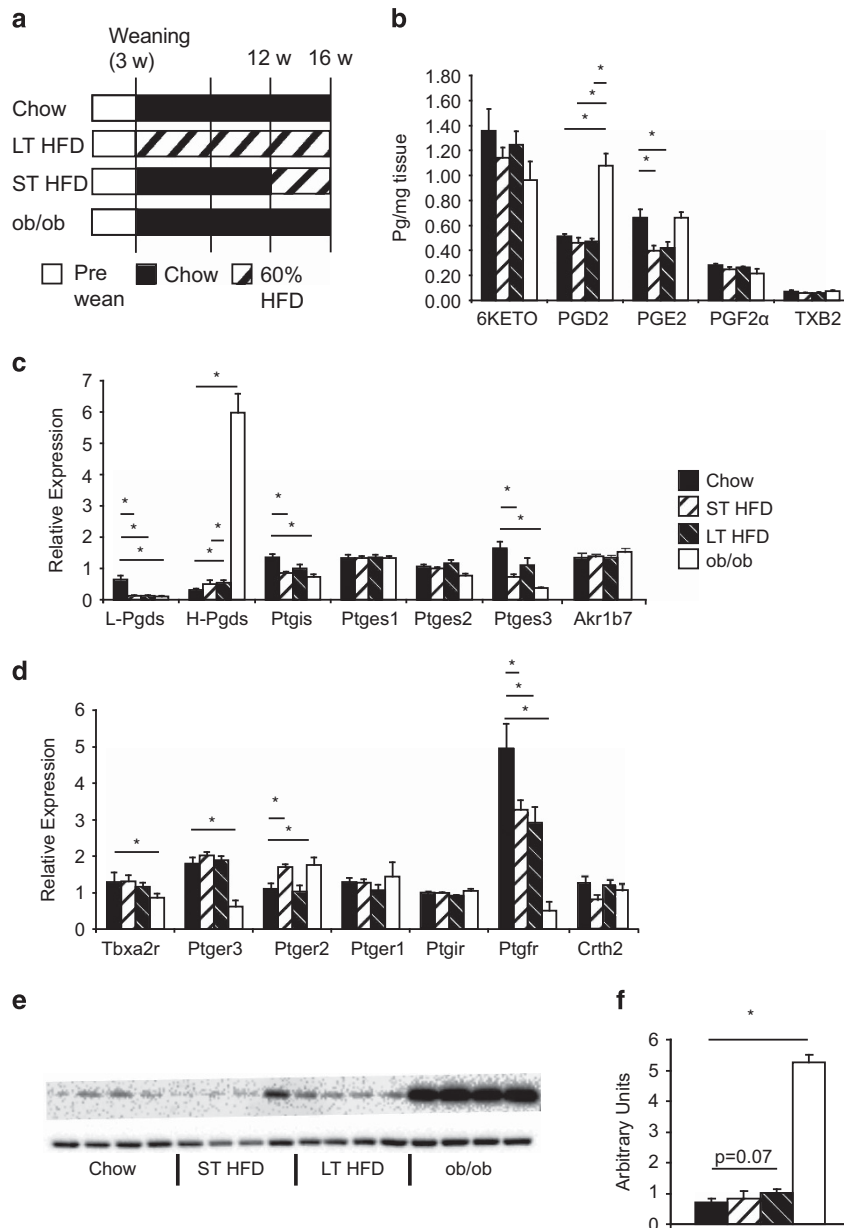 a
Weaning
(3 w) 12 w 16 w
Chow
LT HFD
ST HFD
ob/ob
Pre wean Chow 60% HFD
b
Pg/mg tissue
1.80
1.60
1.40
1.20
1.00
0.80
0.60
0.40
0.20
0.00
* * * * *
6KETO PGD2 PGE2 PGF2α TXB2
c
Relative Expression
7
6
5
4
3
2
1
0
* * * * * * * * * *
L-Pgds H-Pgds Ptgis Ptges1 Ptges2 Ptges3 Akr1b7
Chow
ST HFD
LT HFD
ob/ob
d
Relative Expression
6
5
4
3
2
1
0
* * * * * * *
Tbxa2r Ptger3 Ptger2 Ptger1 Ptgir Ptgfr Crth2
e
Chow ST HFD LT HFD ob/ob
f
Arbitrary Units
6
5
4
3
2
1
0
*
p=0.07